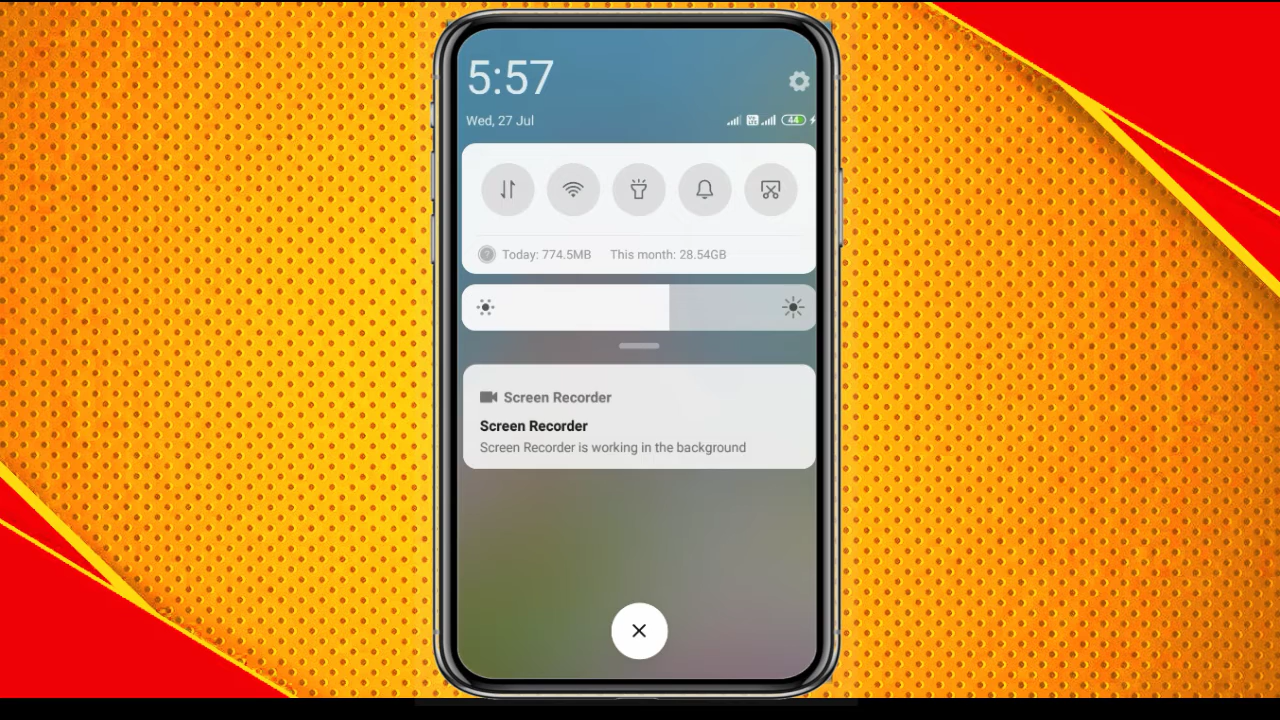 5:57
Wed, 27 Jul
44
Today: 774.5MB This month: 28.54GB
Screen Recorder
Screen Recorder
Screen Recorder is working in the background